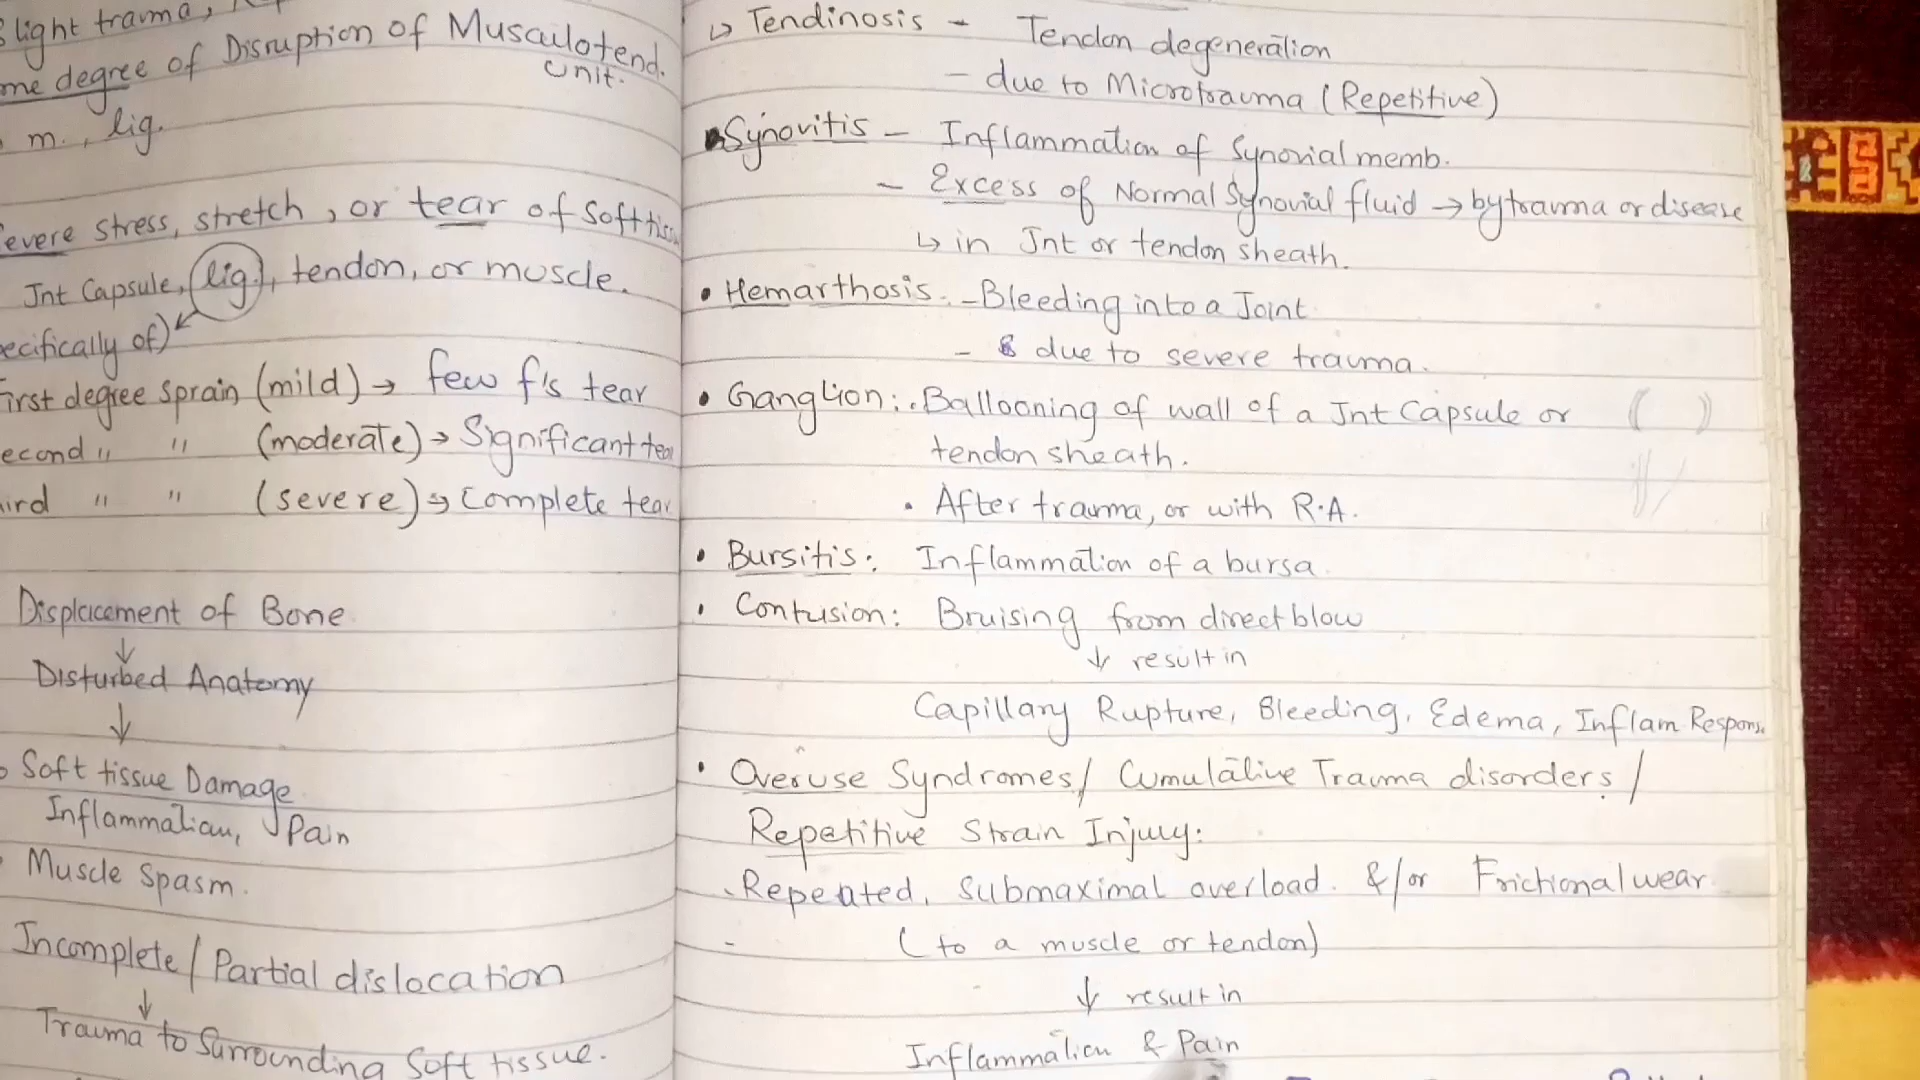 slight trauma,
me degree of Disruption of Musculotend.
unit.
m., lig.
evere stress, stretch, or tear of Soft tiss
Jnt Capsule, (lig.), tendon, or muscle.
ecifically of)
First degree sprain (mild) → few f's tear
econd " " (moderate) → Significant tear
ird " " (severe) → Complete tear
Displacement of Bone
↓
Disturbed Anatomy
↓
Soft tissue Damage
Inflammation, Pain
Muscle Spasm.
Incomplete / Partial dislocation
↓
Trauma to Surrounding Soft tissue.
↳ Tendinosis - Tendon degeneration
- due to Microtrauma (Repetitive)
Synovitis - Inflammation of Synovial memb.
- Excess of Normal Synovial fluid → by trauma or disease
↳ in Jnt or tendon sheath.
• Hemarthosis. - Bleeding into a Joint
- due to severe trauma.
• Ganglion: . Ballooning of wall of a Jnt Capsule or ( )
tendon sheath.
• After trauma, or with R.A.
• Bursitis: Inflammation of a bursa
• Contusion: Bruising from direct blow
↓ result in
Capillary Rupture, Bleeding, Edema, Inflam Respons.
• Overuse Syndromes / Cumulative Trauma disorders /
Repetitive Strain Injury:
Repeated, Submaximal overload &/or Frictional wear
- (to a muscle or tendon)
↓ result in
Inflammation & Pain